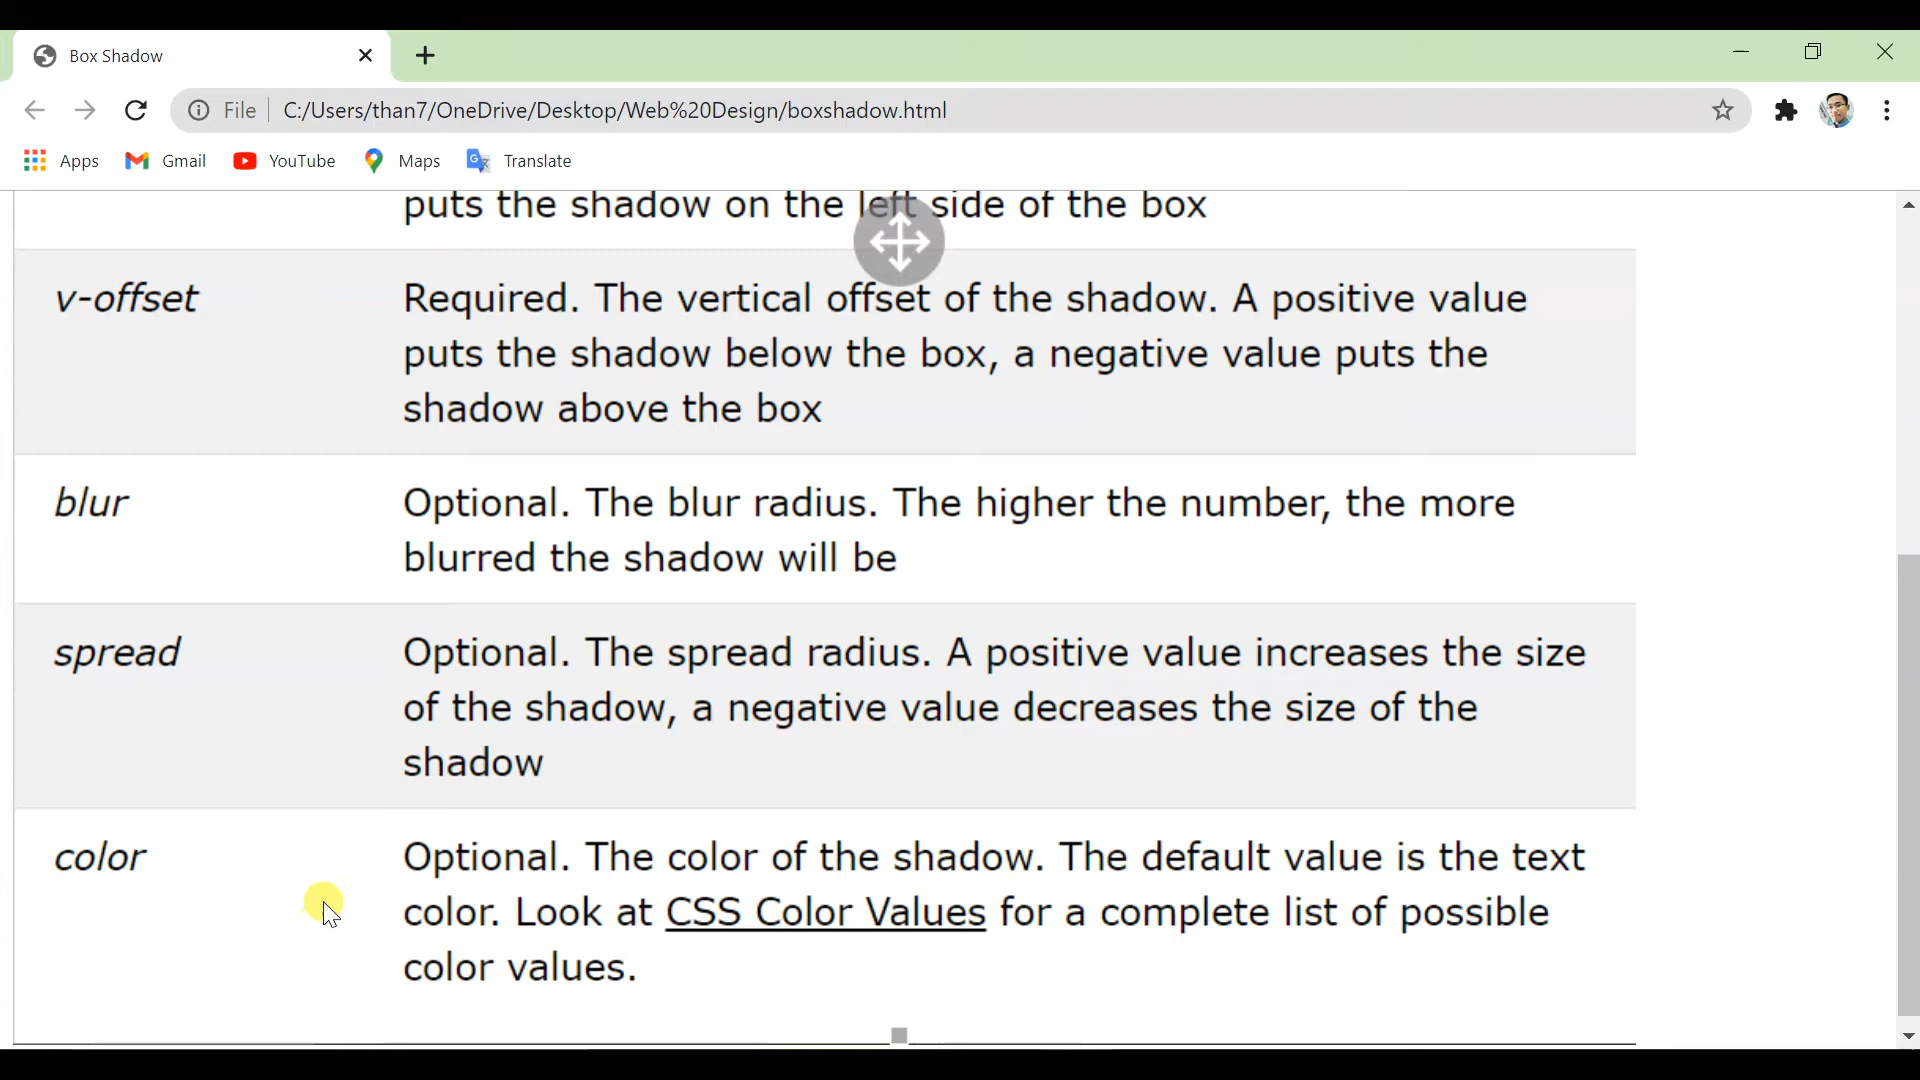 Box Shadow
File C:/Users/than7/OneDrive/Desktop/Web%20Design/boxshadow.html
Apps Gmail YouTube Maps Translate
puts the shadow on the left side of the box
v-offset Required. The vertical offset of the shadow. A positive value
puts the shadow below the box, a negative value puts the
shadow above the box
blur Optional. The blur radius. The higher the number, the more
blurred the shadow will be
spread Optional. The spread radius. A positive value increases the size
of the shadow, a negative value decreases the size of the
shadow
color Optional. The color of the shadow. The default value is the text
color. Look at CSS Color Values for a complete list of possible
color values.